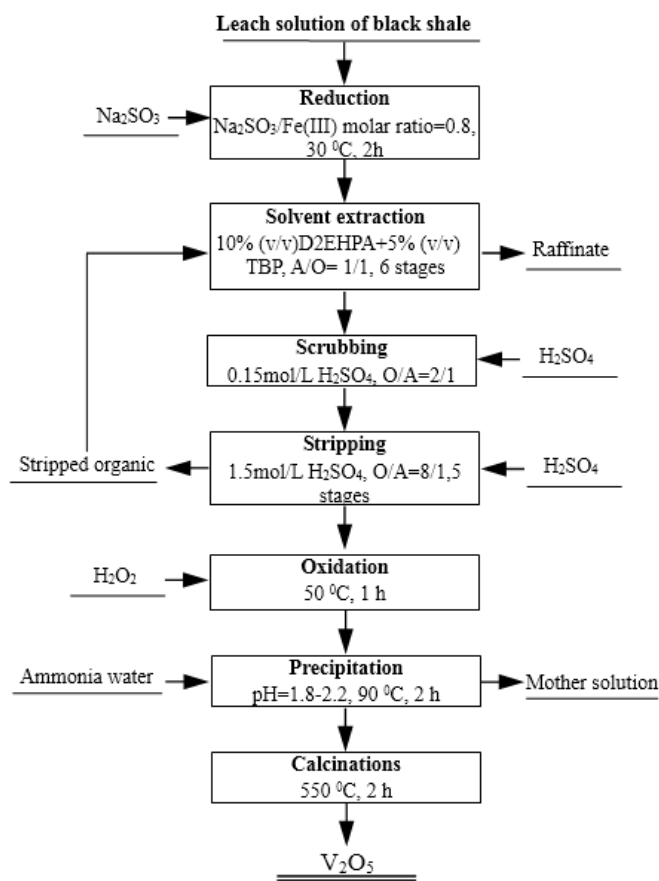 Leach solution of black shale
Reduction
Na₂SO₃
Na₂SO₃/Fe(III) molar ratio=0.8,
30 ⁰C, 2h
Solvent extraction
10% (v/v)D2EHPA+5% (v/v)
TBP, A/O= 1/1, 6 stages
Raffinate
Scrubbing
0.15mol/L H₂SO₄, O/A=2/1
H₂SO₄
Stripping
Stripped organic
1.5mol/L H₂SO₄, O/A=8/1,5
stages
H₂SO₄
Oxidation
H₂O₂
50 ⁰C, 1 h
Precipitation
Ammonia water
pH=1.8-2.2, 90 ⁰C, 2 h
Mother solution
Calcinations
550 ⁰C, 2 h
V₂O₅